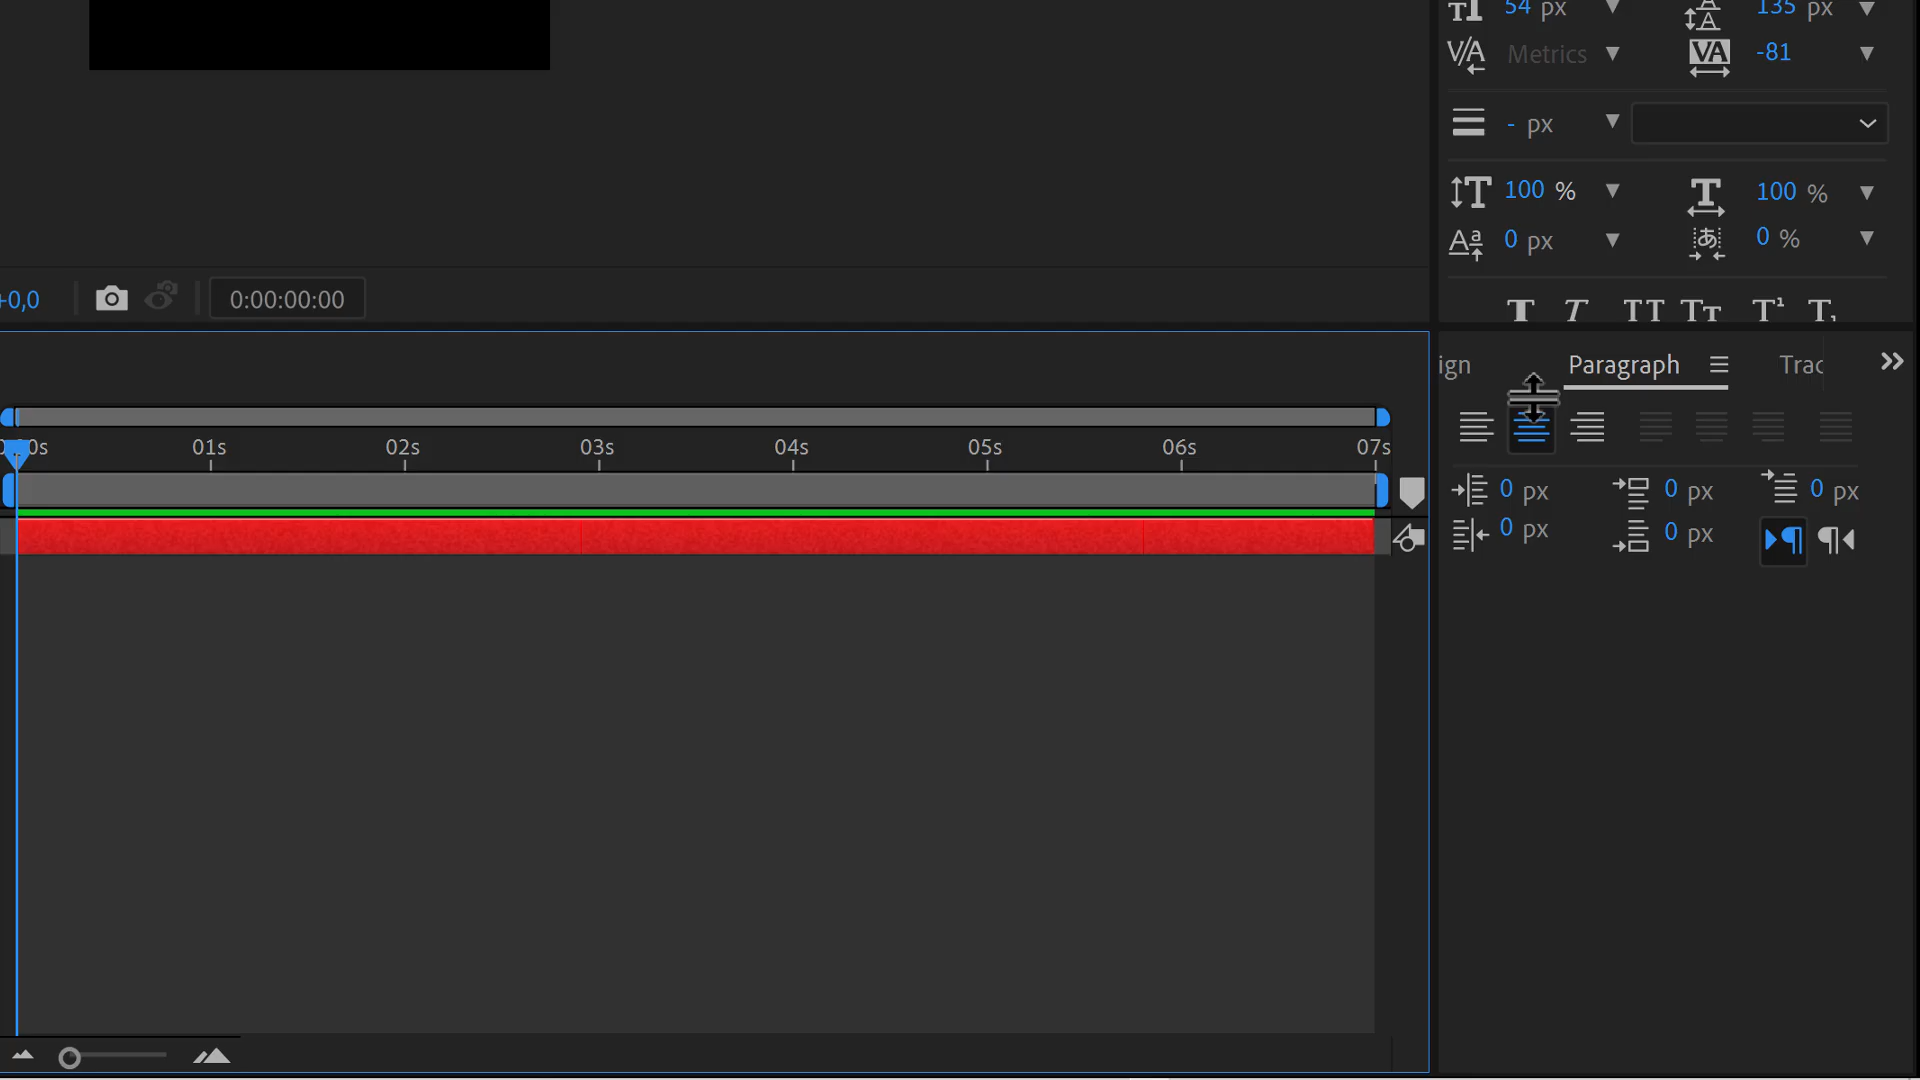 54 px 135 px
Metrics -81
- px
100 % 100 %
0 px 0 %
+0,0 0:00:00:00
ign Paragraph Trac
01s 02s 03s 04s 05s 06s 07s
0 px 0 px 0 px
0 px 0 px